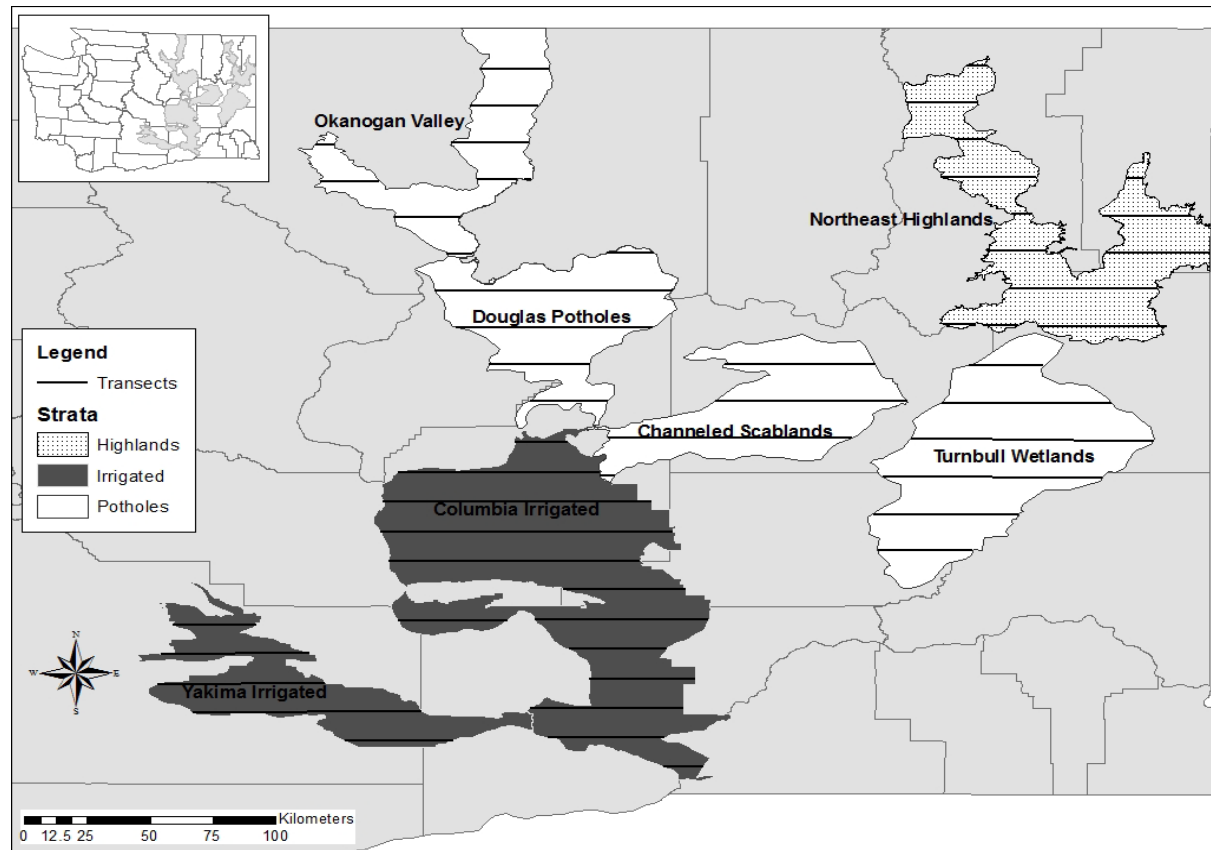 Okanogan Valley
Northeast Highlands
Douglas Potholes
Legend
Transects
Strata
Highlands
Irrigated
Potholes
Channeled Scablands
Turnbull Wetlands
Columbia Irrigated
N
W E
S
Yakima Irrigated
Kilometers
0 12.5 25 50 75 100